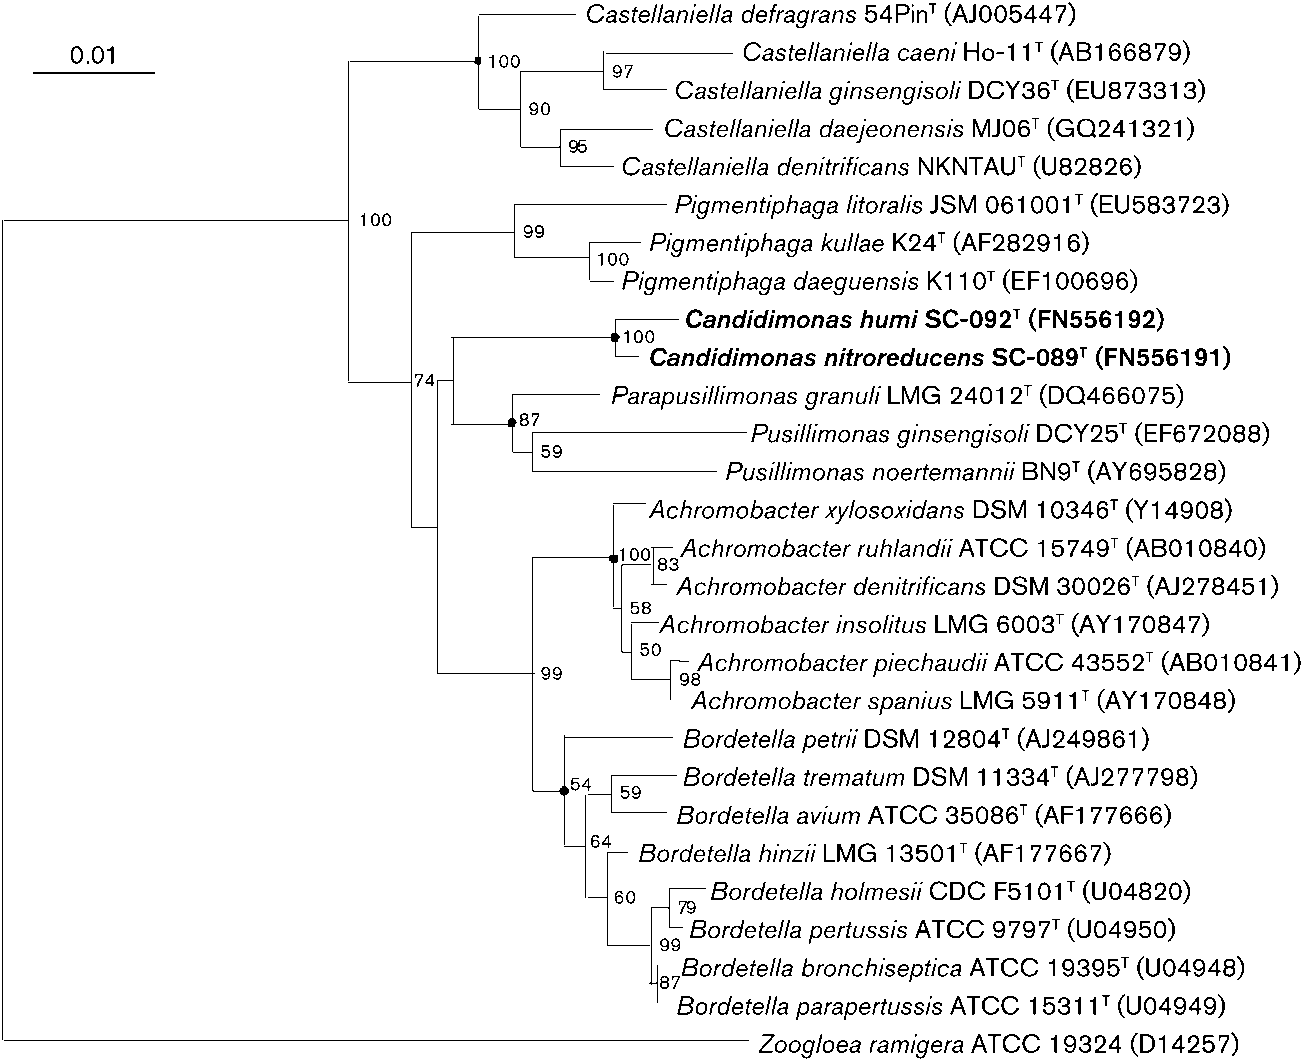 Castellaniella defragrans 54Pinᵀ (AJ005447)
0.01
100
Castellaniella caeni Ho-11ᵀ (AB166879)
97
Castellaniella ginsengisoli DCY36ᵀ (EU873313)
90
Castellaniella daejeonensis MJ06ᵀ (GQ241321)
95
Castellaniella denitrificans NKNTAUᵀ (U82826)
Pigmentiphaga litoralis JSM 061001ᵀ (EU583723)
100
99
Pigmentiphaga kullae K24ᵀ (AF282916)
100
Pigmentiphaga daeguensis K110ᵀ (EF100696)
Candidimonas humi SC-092ᵀ (FN556192)
100
Candidimonas nitroreducens SC-089ᵀ (FN556191)
74
Parapusillimonas granuli LMG 24012ᵀ (DQ466075)
87
Pusillimonas ginsengisoli DCY25ᵀ (EF672088)
59
Pusillimonas noertemannii BN9ᵀ (AY695828)
Achromobacter xylosoxidans DSM 10346ᵀ (Y14908)
Achromobacter ruhlandii ATCC 15749ᵀ (AB010840)
100
83
Achromobacter denitrificans DSM 30026ᵀ (AJ278451)
58
Achromobacter insolitus LMG 6003ᵀ (AY170847)
50
Achromobacter piechaudii ATCC 43552ᵀ (AB010841)
99
98
Achromobacter spanius LMG 5911ᵀ (AY170848)
Bordetella petrii DSM 12804ᵀ (AJ249861)
Bordetella trematum DSM 11334ᵀ (AJ277798)
54
59
Bordetella avium ATCC 35086ᵀ (AF177666)
64
Bordetella hinzii LMG 13501ᵀ (AF177667)
Bordetella holmesii CDC F5101ᵀ (U04820)
60
79
Bordetella pertussis ATCC 9797ᵀ (U04950)
99
Bordetella bronchiseptica ATCC 19395ᵀ (U04948)
87
Bordetella parapertussis ATCC 15311ᵀ (U04949)
Zoogloea ramigera ATCC 19324 (D14257)